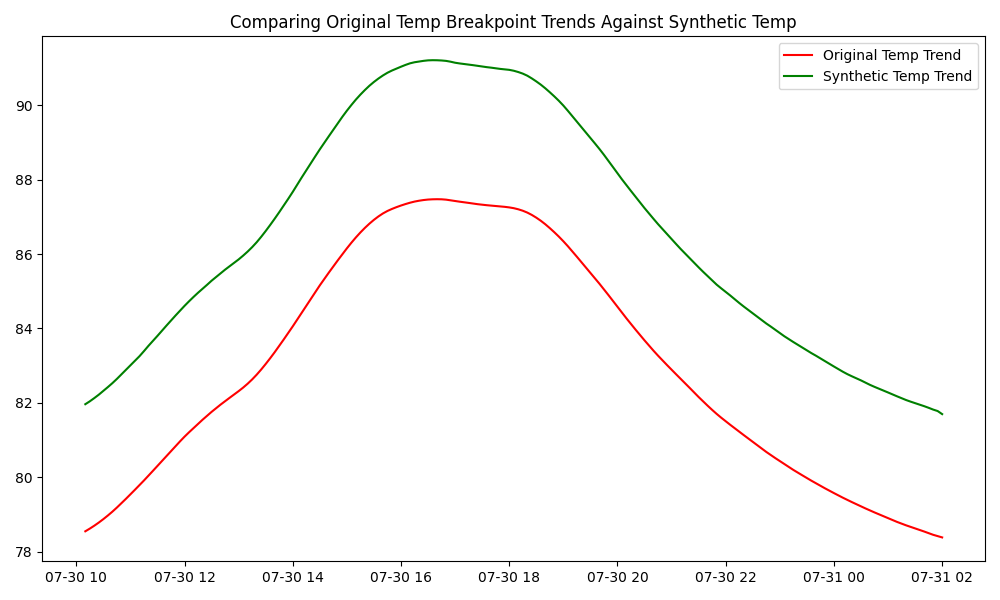 Comparing Original Temp Breakpoint Trends Against Synthetic Temp
Original Temp Trend
Synthetic Temp Trend
90
88
86
84
82
80
78
07-30 10 07-30 12 07-30 14 07-30 16 07-30 18 07-30 20 07-30 22 07-31 00 07-31 02